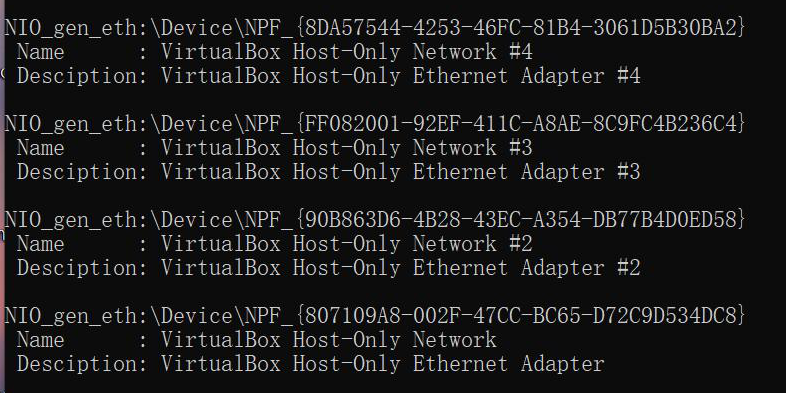 NIO_gen_eth:\Device\NPF_{8DA57544-4253-46FC-81B4-3061D5B30BA2}
Name      : VirtualBox Host-Only Network #4
Desciption: VirtualBox Host-Only Ethernet Adapter #4
NIO_gen_eth:\Device\NPF_{FF082001-92EF-411C-A8AE-8C9FC4B236C4}
Name      : VirtualBox Host-Only Network #3
Desciption: VirtualBox Host-Only Ethernet Adapter #3
NIO_gen_eth:\Device\NPF_{90B863D6-4B28-43EC-A354-DB77B4D0ED58}
Name      : VirtualBox Host-Only Network #2
Desciption: VirtualBox Host-Only Ethernet Adapter #2
NIO_gen_eth:\Device\NPF_{807109A8-002F-47CC-BC65-D72C9D534DC8}
Name      : VirtualBox Host-Only Network
Desciption: VirtualBox Host-Only Ethernet Adapter